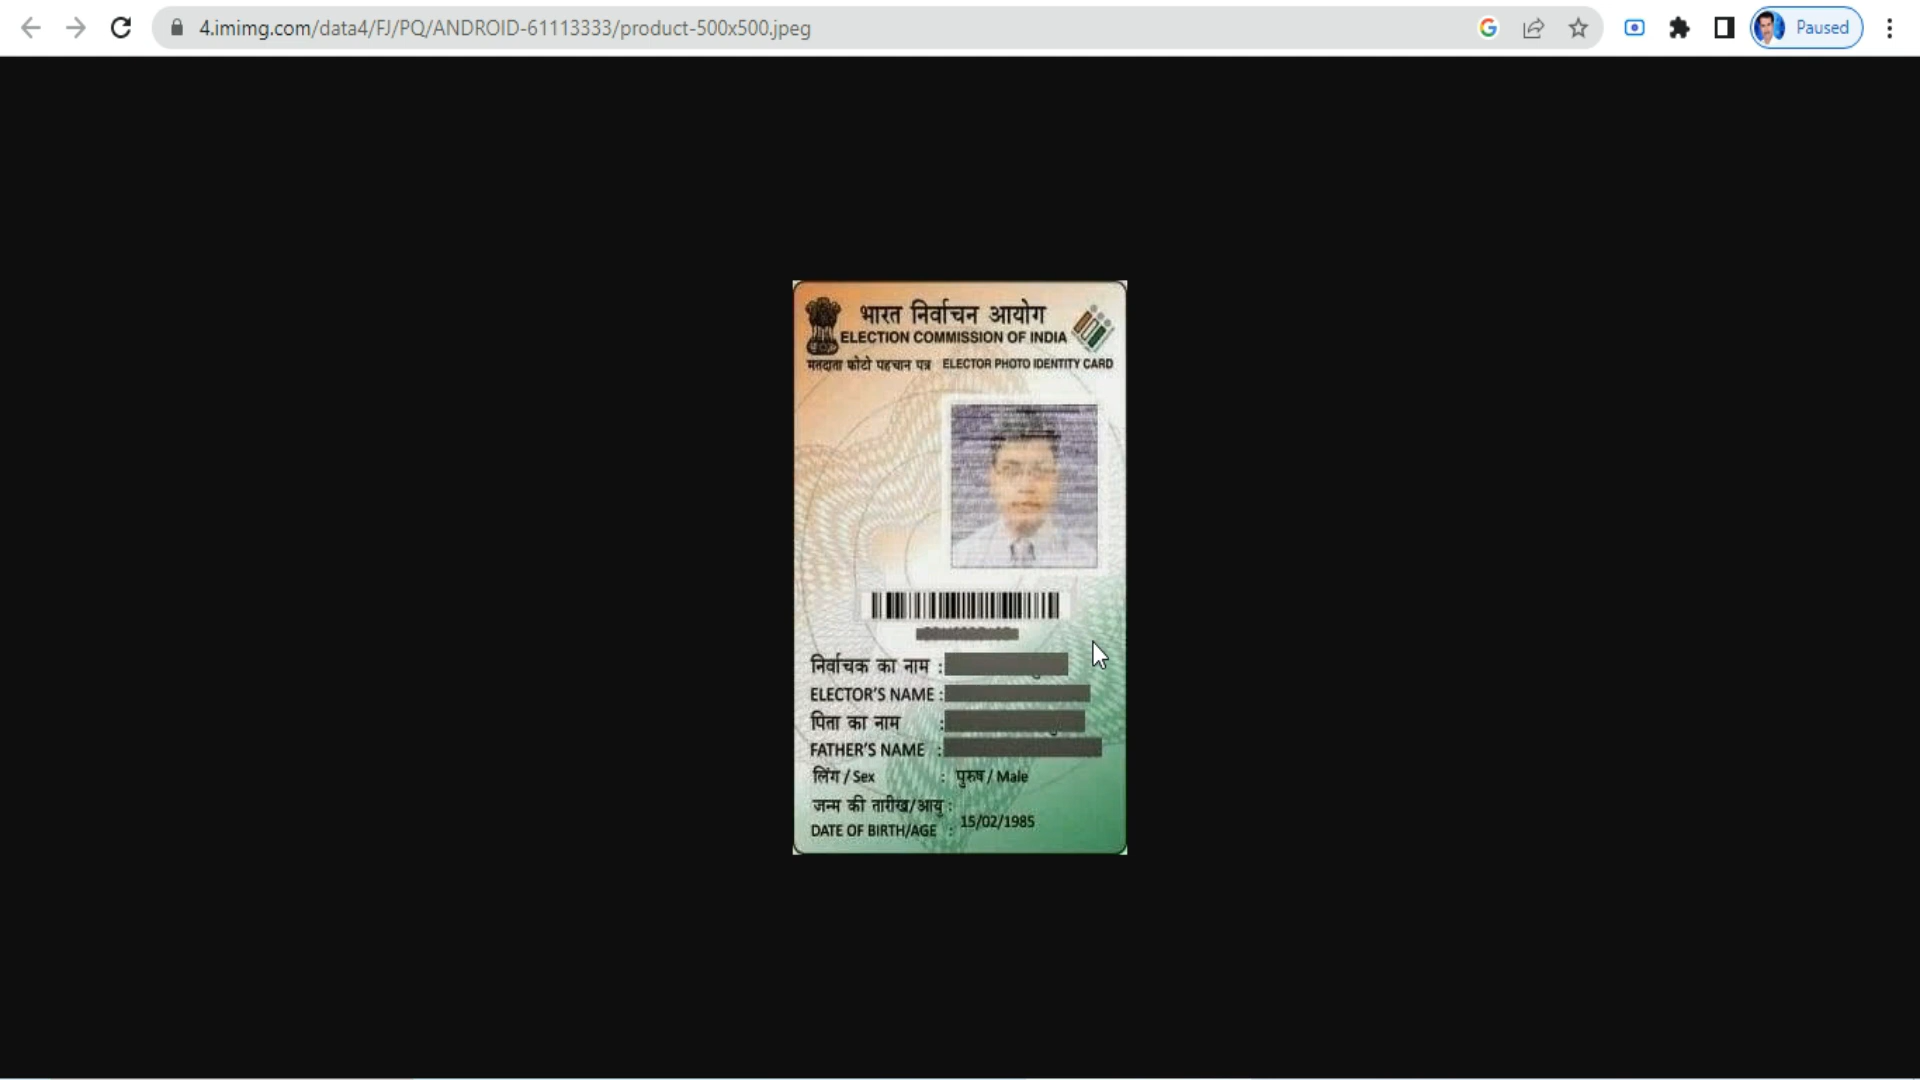 4.imimg.com/data4/FJ/PQ/ANDROID-61113333/product-500x500.jpeg
Paused
भारत निर्वाचन आयोग
ELECTION COMMISSION OF INDIA
मतदाता फोटो पहचान पत्र ELECTOR PHOTO IDENTITY CARD
निर्वाचक का नाम :
ELECTOR'S NAME :
पिता का नाम :
FATHER'S NAME :
लिंग / Sex : पुरुष / Male
जन्म की तारीख/आयु :
DATE OF BIRTH/AGE : 15/02/1985